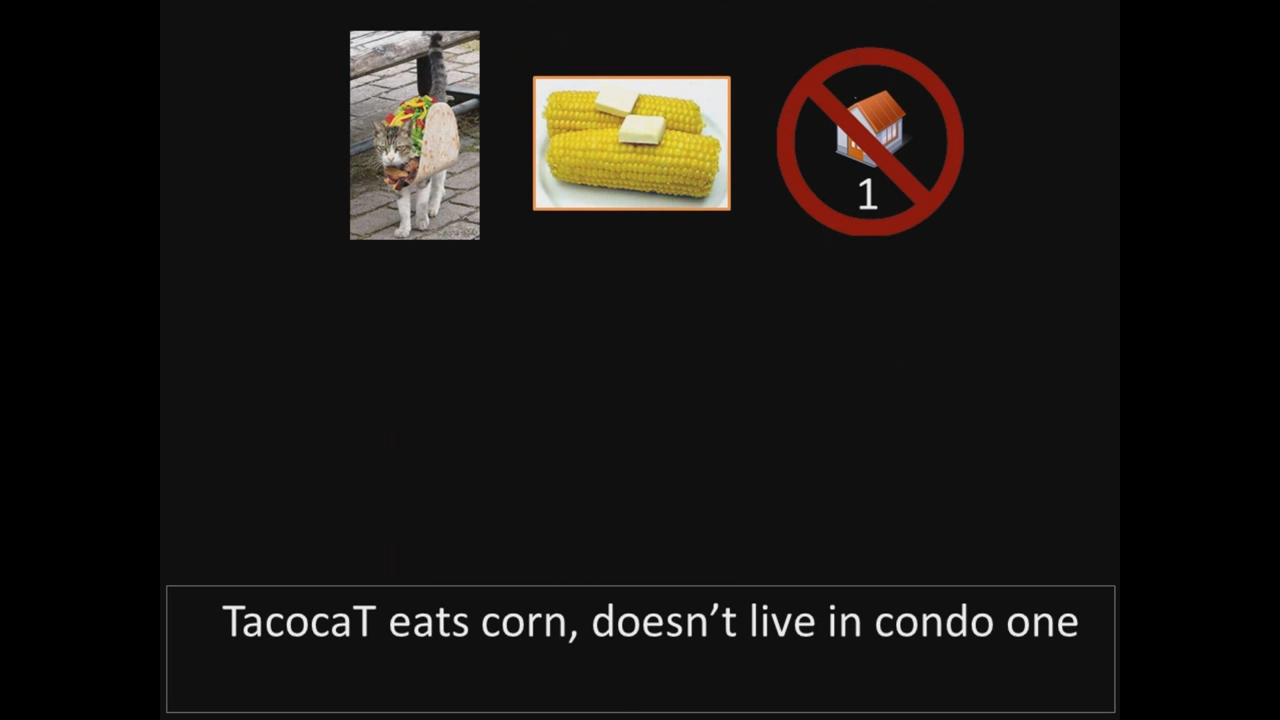 1
TacocaT eats corn, doesn’t live in condo one